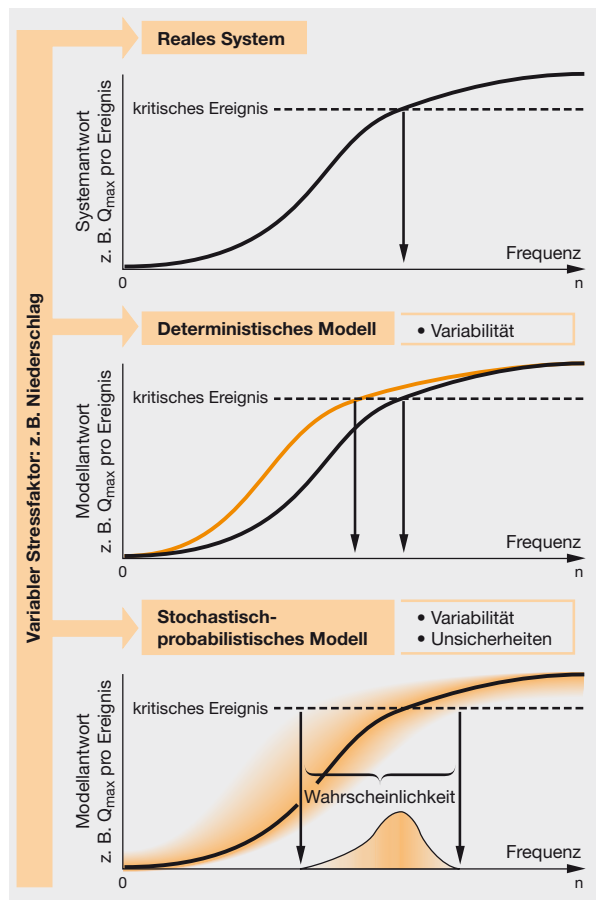 Variabler Stressfaktor: z. B. Niederschlag
Reales System
Systemantwort
z. B. Qmax pro Ereignis
kritisches Ereignis
Frequenz
0
n
Deterministisches Modell
• Variabilität
Modellantwort
z. B. Qmax pro Ereignis
kritisches Ereignis
Frequenz
0
n
Stochastisch-
probabilistisches Modell
• Variabilität
• Unsicherheiten
Modellantwort
z. B. Qmax pro Ereignis
kritisches Ereignis
Wahrscheinlichkeit
Frequenz
0
n